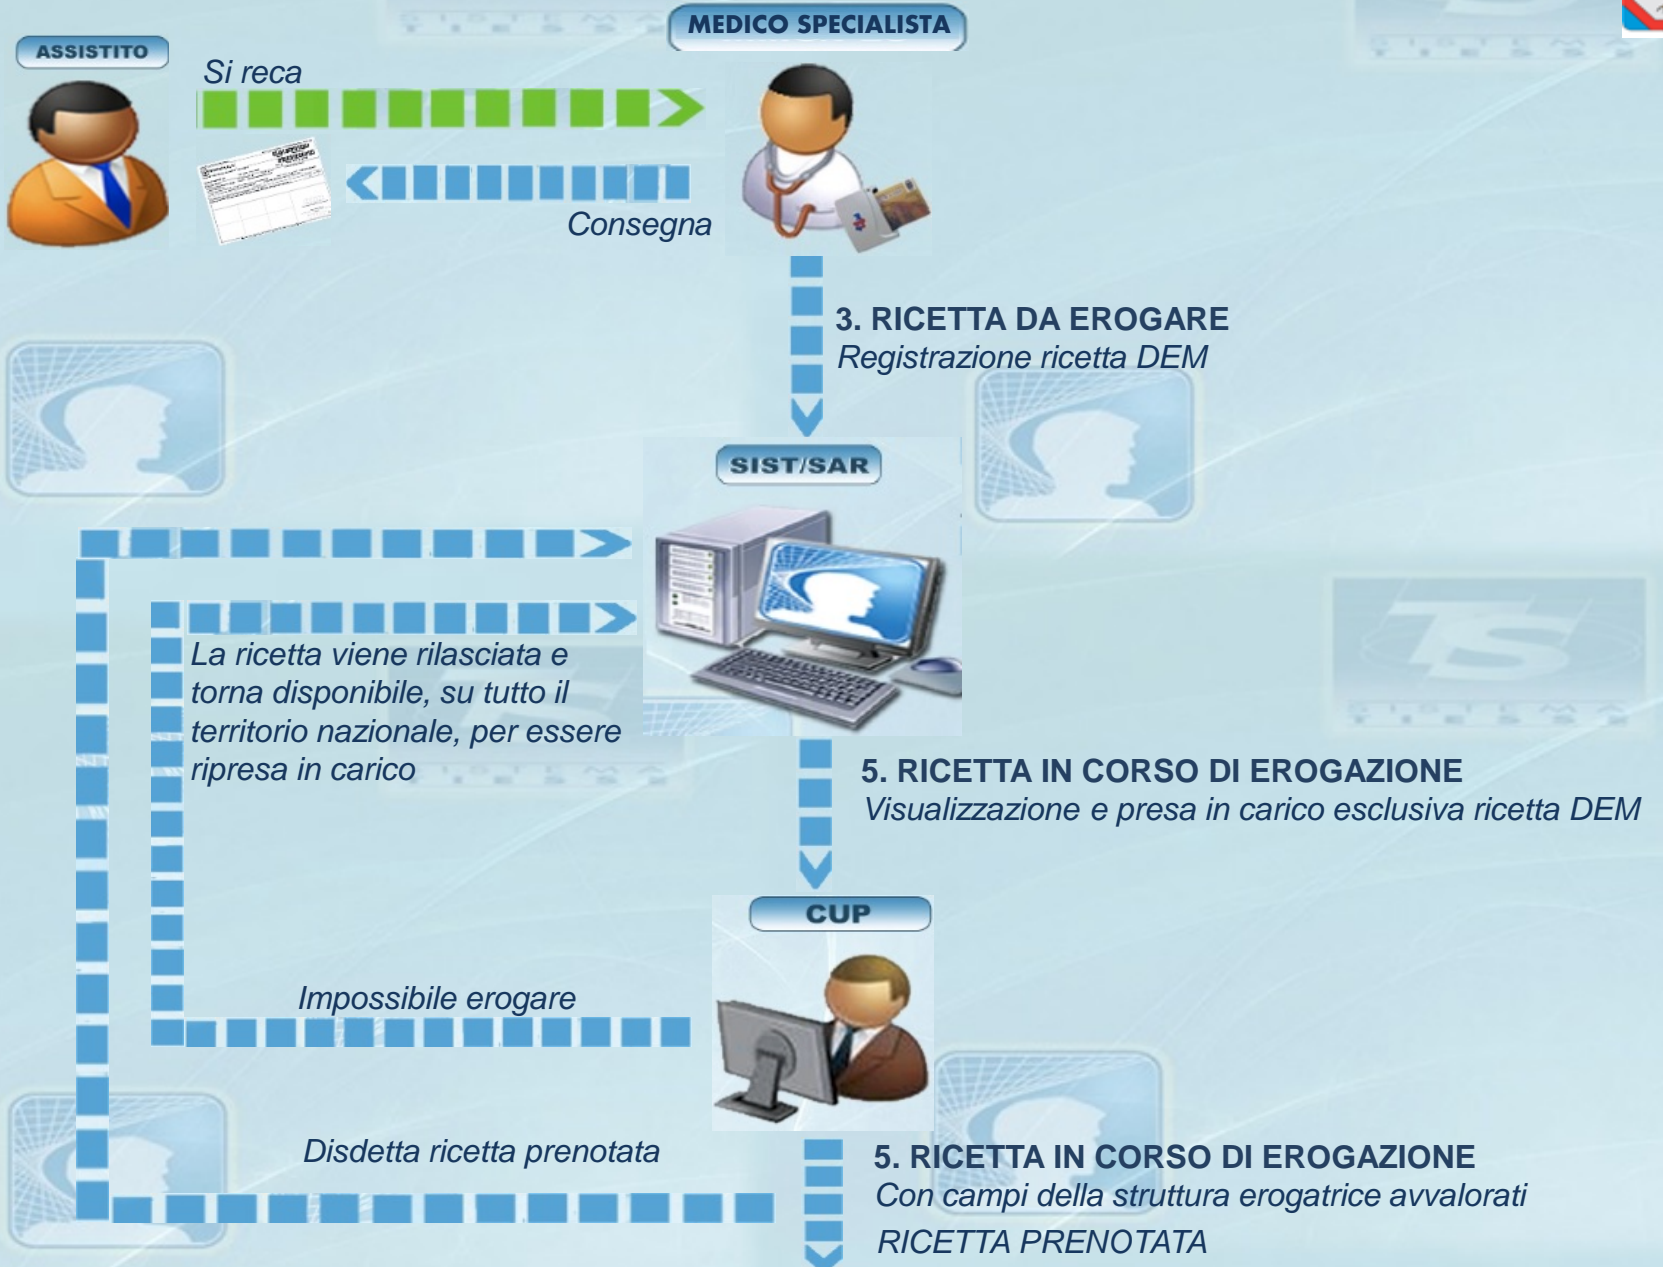 MEDICO SPECIALISTA
ASSISTITO
Si reca
Consegna
3. RICETTA DA EROGARE
Registrazione ricetta DEM
SIST/SAR
La ricetta viene rilasciata e
torna disponibile, su tutto il
territorio nazionale, per essere
ripresa in carico
5. RICETTA IN CORSO DI EROGAZIONE
Visualizzazione e presa in carico esclusiva ricetta DEM
CUP
Impossibile erogare
Disdetta ricetta prenotata
5. RICETTA IN CORSO DI EROGAZIONE
Con campi della struttura erogatrice avvalorati
RICETTA PRENOTATA